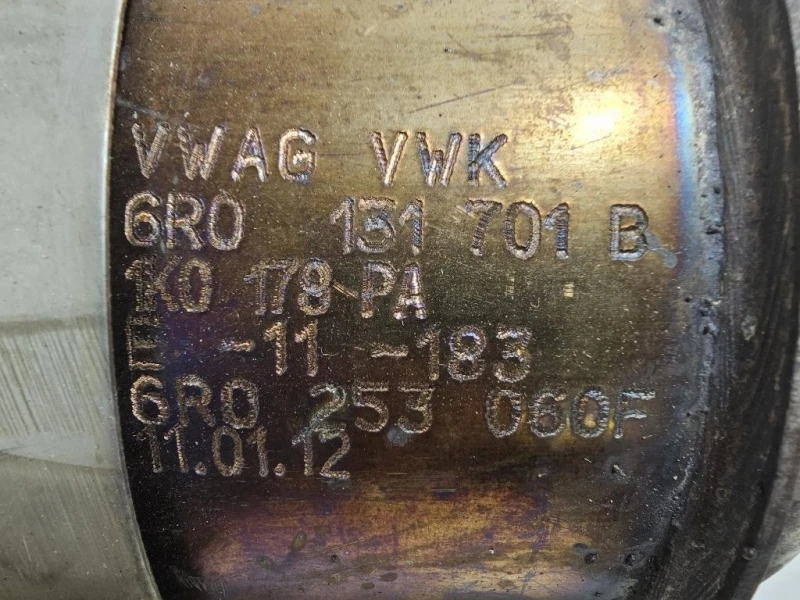 VWAG VWK
6R0 131 701 B
1K0 178 PA
-11 -183
6R0 253 060F
11.01.12